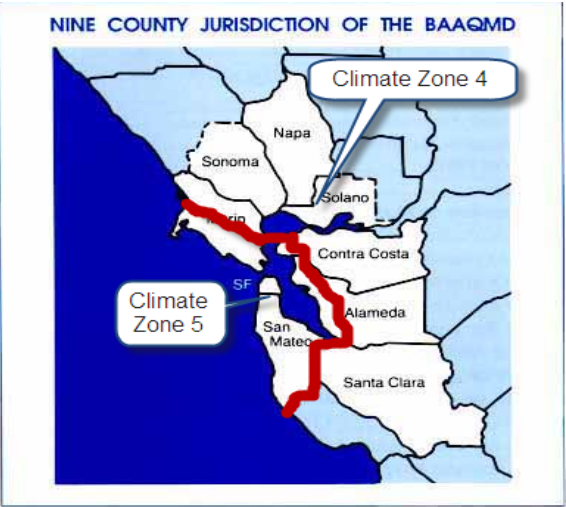 NINE COUNTY JURISDICTION OF THE BAAQMD
Climate Zone 4
Napa
Sonoma
Solano
Marin
Contra Costa
SF
Climate
Zone 5
Alameda
San
Mateo
Santa Clara